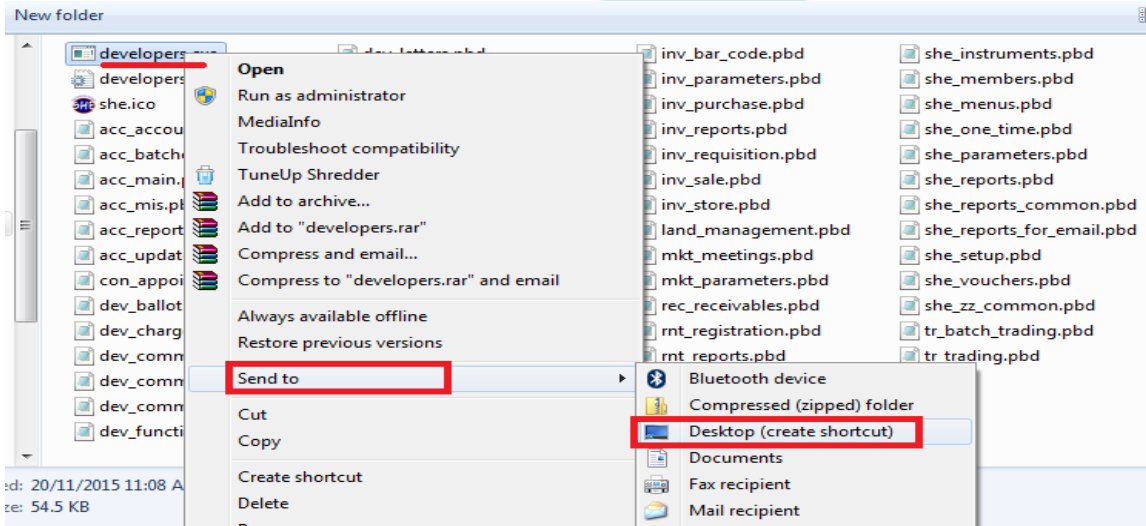 New folder
developers.exe
developers
she.ico
acc_accou
acc_batch
acc_main.p
acc_mis.pb
acc_report
acc_updat
con_appoi
dev_ballot
dev_charg
dev_comm
dev_comm
dev_comm
dev_functi
dev_letters.pbd
Open
Run as administrator
MediaInfo
Troubleshoot compatibility
TuneUp Shredder
Add to archive...
Add to "developers.rar"
Compress and email...
Compress to "developers.rar" and email
Always available offline
Restore previous versions
Send to
Cut
Copy
Create shortcut
Delete
inv_bar_code.pbd
inv_parameters.pbd
inv_purchase.pbd
inv_reports.pbd
inv_requisition.pbd
inv_sale.pbd
inv_store.pbd
land_management.pbd
mkt_meetings.pbd
mkt_parameters.pbd
rec_receivables.pbd
rnt_registration.pbd
rnt_reports.pbd
she_instruments.pbd
she_members.pbd
she_menus.pbd
she_one_time.pbd
she_parameters.pbd
she_reports.pbd
she_reports_common.pbd
she_reports_for_email.pbd
she_setup.pbd
she_vouchers.pbd
she_zz_common.pbd
tr_batch_trading.pbd
tr_trading.pbd
Bluetooth device
Compressed (zipped) folder
Desktop (create shortcut)
Documents
Fax recipient
Mail recipient
ed: 20/11/2015 11:08 A
ze: 54.5 KB